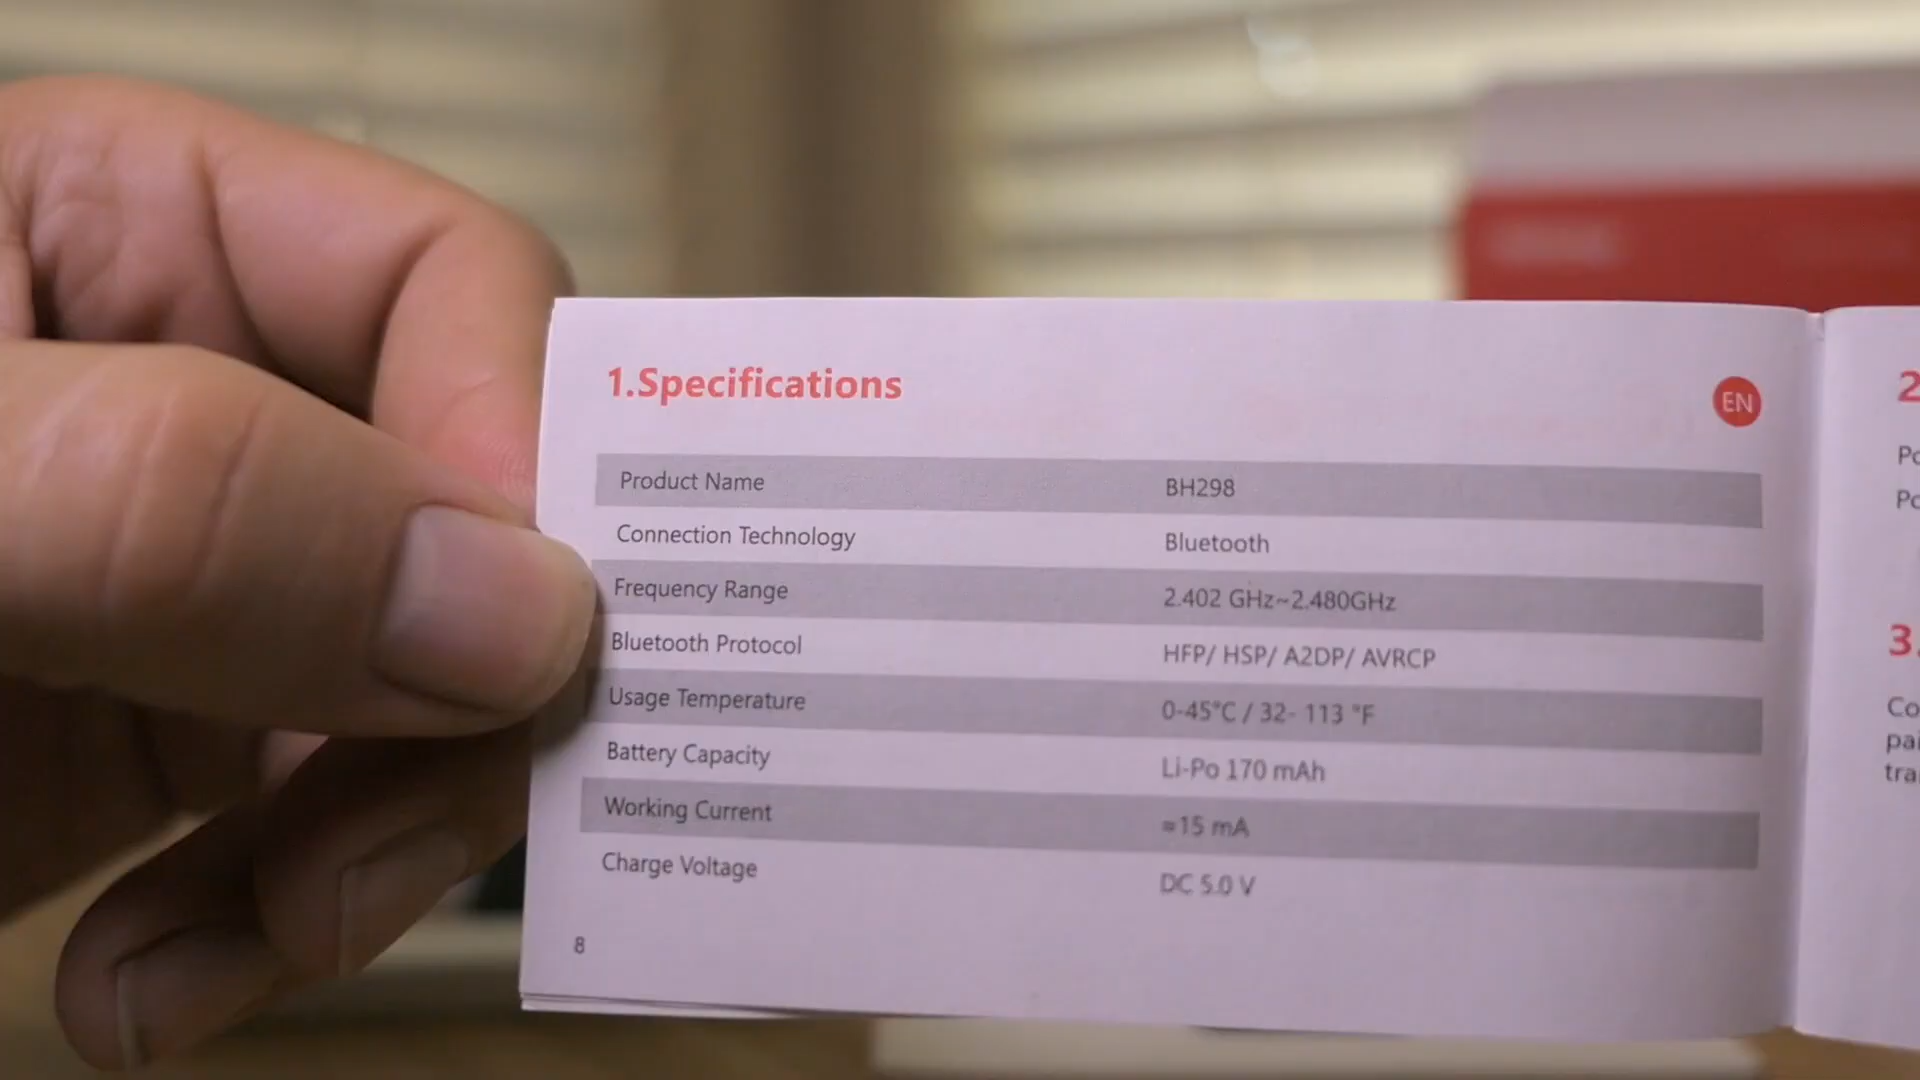 1.Specifications
EN
Product Name BH298
Connection Technology Bluetooth
Frequency Range 2.402 GHz~2.480GHz
Bluetooth Protocol HFP/ HSP/ A2DP/ AVRCP
Usage Temperature 0-45°C / 32- 113 °F
Battery Capacity Li-Po 170 mAh
Working Current ≈15 mA
Charge Voltage DC 5.0 V
8
2
3.